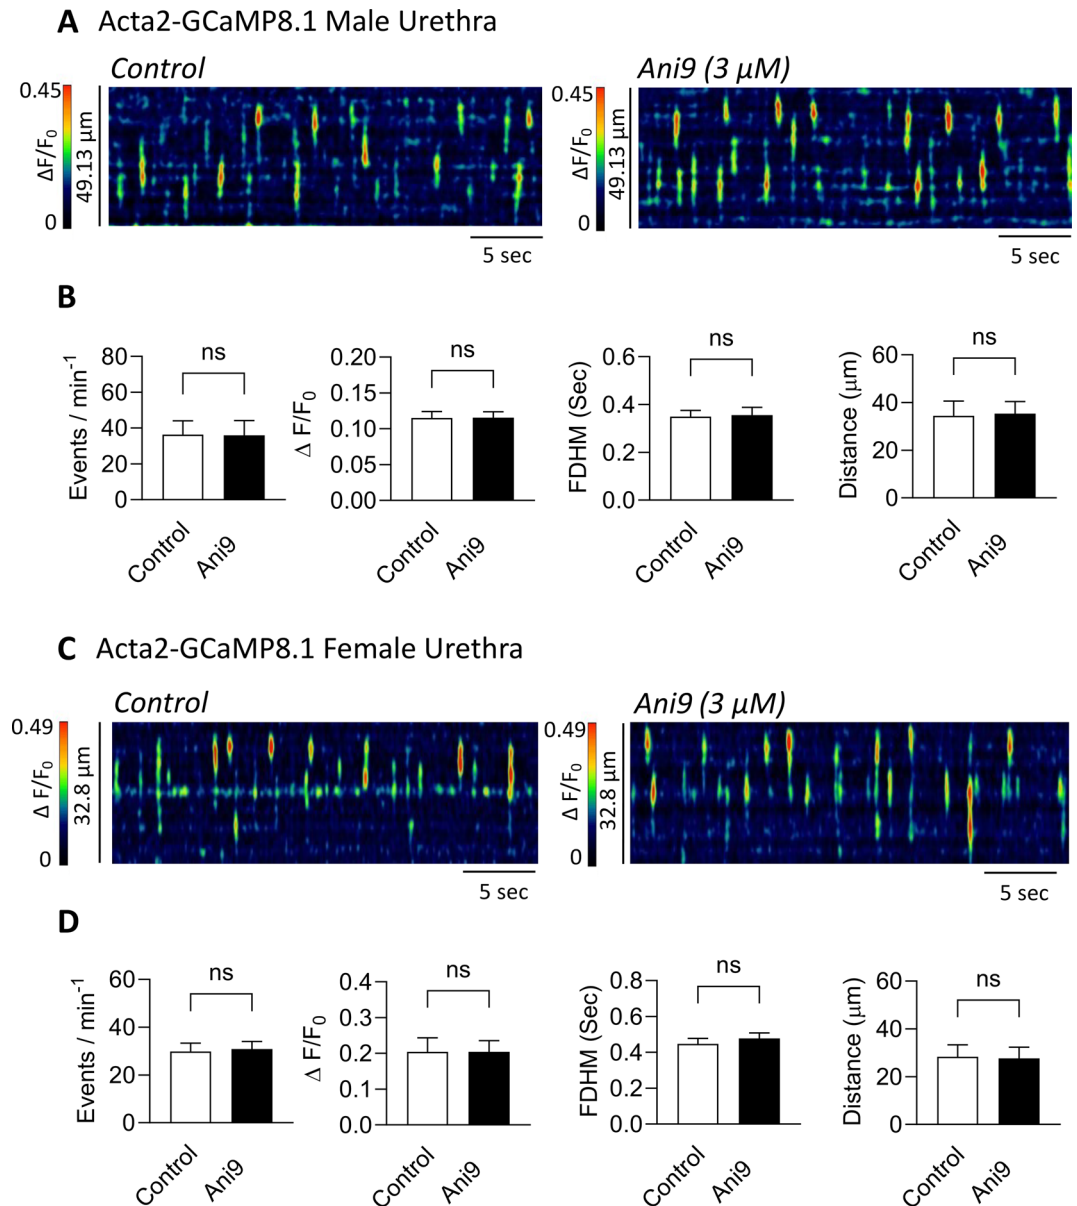 A Acta2-GCaMP8.1 Male Urethra
Control
Ani9 (3 µM)
0.45
ΔF/F0
0
49.13 µm
5 sec
0.45
ΔF/F0
0
49.13 µm
5 sec
B
Events / min-1
80
60
40
20
0
ns
Control
Ani9
Δ F/F0
0.20
0.15
0.10
0.05
0.00
ns
Control
Ani9
FDHM (Sec)
0.6
0.4
0.2
0.0
ns
Control
Ani9
Distance (µm)
60
40
20
0
ns
Control
Ani9
C Acta2-GCaMP8.1 Female Urethra
Control
Ani9 (3 µM)
0.49
Δ F/F0
0
32.8 µm
5 sec
0.49
Δ F/F0
0
32.8 µm
5 sec
D
Events / min-1
60
40
20
0
ns
Control
Ani9
Δ F/F0
0.4
0.3
0.2
0.1
0.0
ns
Control
Ani9
FDHM (Sec)
0.8
0.6
0.4
0.2
0.0
ns
Control
Ani9
Distance (µm)
60
40
20
0
ns
Control
Ani9